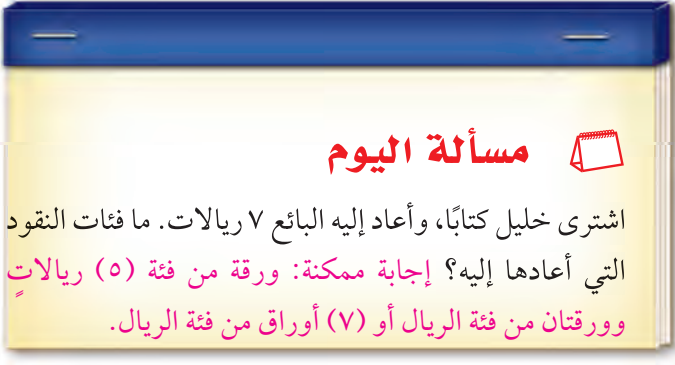 مسألة اليوم
اشترى خليل كتابًا، وأعاد إليه البائع ٧ ريالات. ما فئات النقود
التي أعادها إليه؟ إجابة ممكنة: ورقة من فئة (٥) ريالاتٍ
وورقتان من فئة الريال أو (٧) أوراق من فئة الريال.